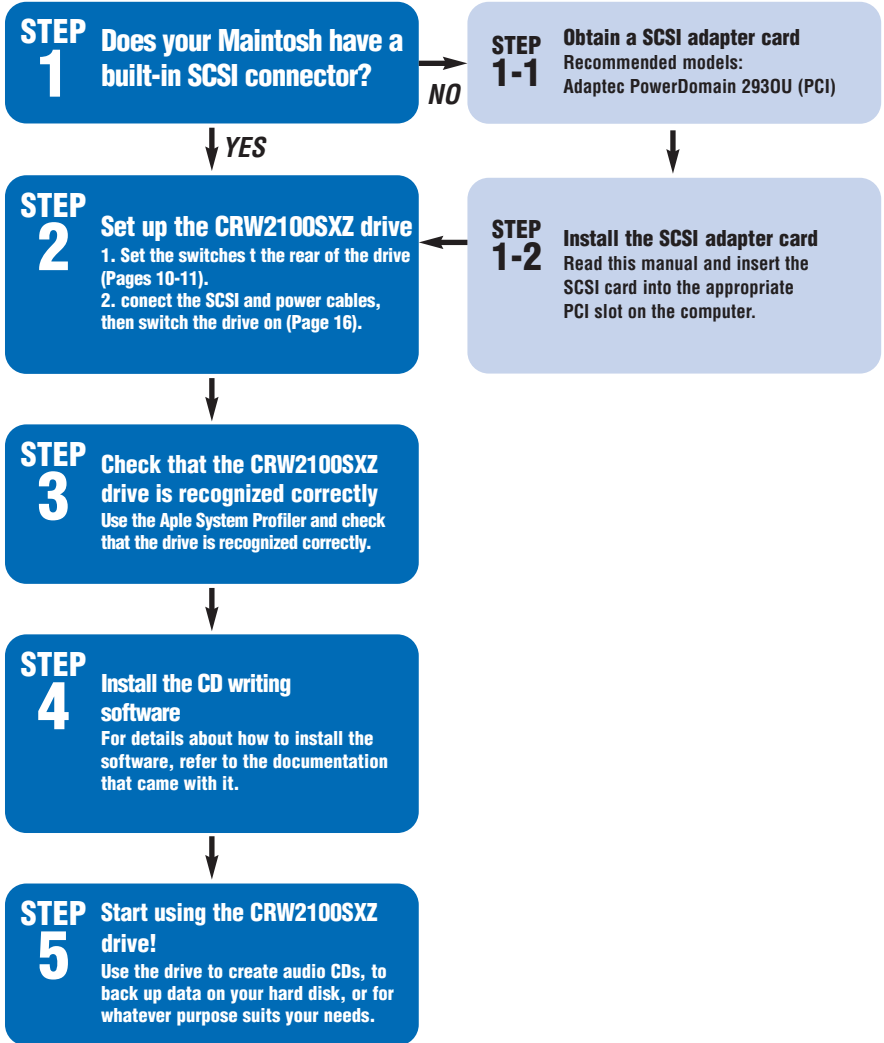 STEP
1
Does your Maintosh have a
built-in SCSI connector?
NO
YES
STEP
1-1
Obtain a SCSI adapter card
Recommended models:
Adaptec PowerDomain 293OU (PCI)
STEP
1-2
Install the SCSI adapter card
Read this manual and insert the
SCSI card into the appropriate
PCI slot on the computer.
STEP
2
Set up the CRW2100SXZ drive
1. Set the switches t the rear of the drive
(Pages 10-11).
2. conect the SCSI and power cables,
then switch the drive on (Page 16).
STEP
3
Check that the CRW2100SXZ
drive is recognized correctly
Use the Aple System Profiler and check
that the drive is recognized correctly.
STEP
4
Install the CD writing
software
For details about how to install the
software, refer to the documentation
that came with it.
STEP
5
Start using the CRW2100SXZ
drive!
Use the drive to create audio CDs, to
back up data on your hard disk, or for
whatever purpose suits your needs.